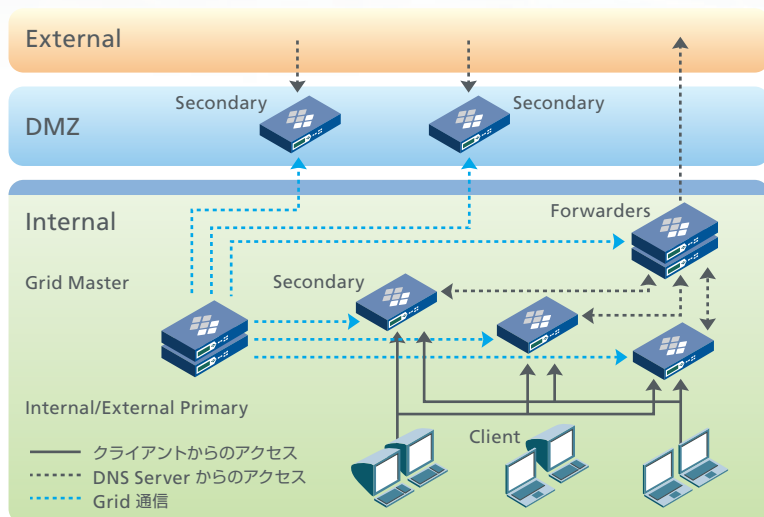 External
Secondary
Secondary
DMZ
Internal
Forwarders
Grid Master
Secondary
Internal/External Primary
Client
クライアントからのアクセス
DNS Server からのアクセス
Grid 通信